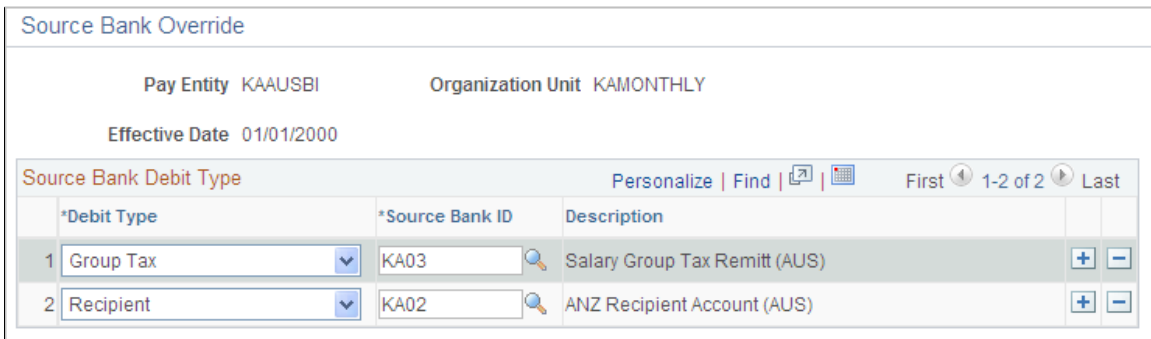 Source Bank Override
Pay Entity KAAUSBI Organization Unit KAMONTHLY
Effective Date 01/01/2000
Source Bank Debit Type Personalize | Find | | First 1-2 of 2 Last
*Debit Type *Source Bank ID Description
1 Group Tax KA03 Salary Group Tax Remitt (AUS)
2 Recipient KA02 ANZ Recipient Account (AUS)